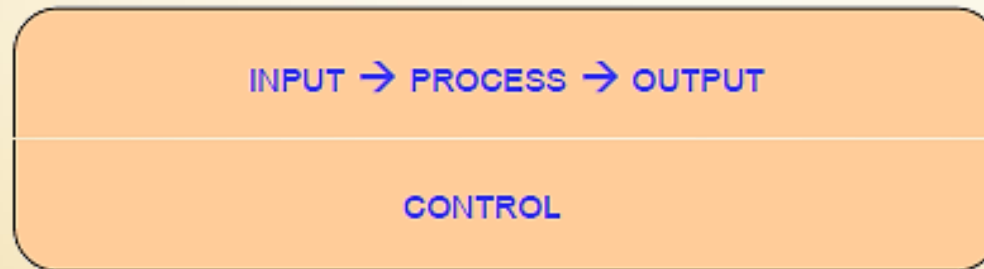 INPUT → PROCESS → OUTPUT
CONTROL